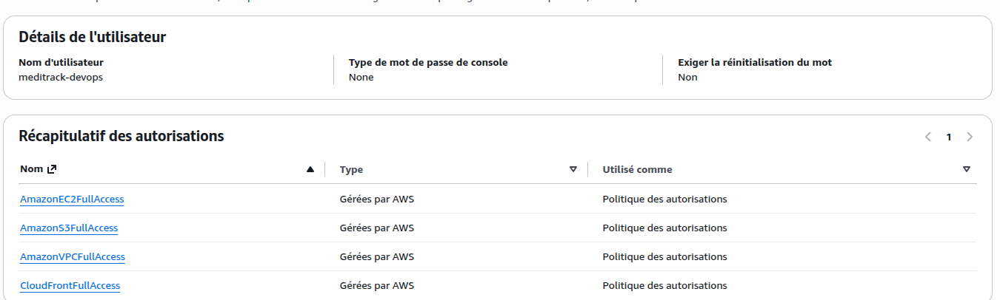 Détails de l'utilisateur
Nom d'utilisateur
meditrack-devops
Type de mot de passe de console
None
Exiger la réinitialisation du mot
Non
Récapitulatif des autorisations
1
Nom Type Utilisé comme
AmazonEC2FullAccess Gérées par AWS Politique des autorisations
AmazonS3FullAccess Gérées par AWS Politique des autorisations
AmazonVPCFullAccess Gérées par AWS Politique des autorisations
CloudFrontFullAccess Gérées par AWS Politique des autorisations